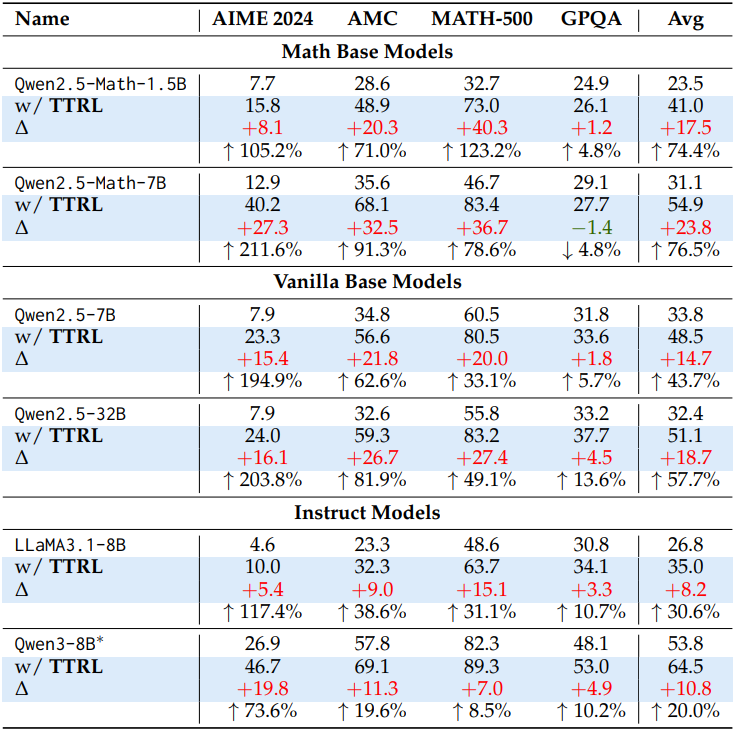 Name AIME 2024 AMC MATH-500 GPQA Avg
Math Base Models
Qwen2.5-Math-1.5B 7.7 28.6 32.7 24.9 23.5
w/ TTRL 15.8 48.9 73.0 26.1 41.0
Δ +8.1 +20.3 +40.3 +1.2 +17.5
↑ 105.2% ↑ 71.0% ↑ 123.2% ↑ 4.8% ↑ 74.4%
Qwen2.5-Math-7B 12.9 35.6 46.7 29.1 31.1
w/ TTRL 40.2 68.1 83.4 27.7 54.9
Δ +27.3 +32.5 +36.7 −1.4 +23.8
↑ 211.6% ↑ 91.3% ↑ 78.6% ↓ 4.8% ↑ 76.5%
Vanilla Base Models
Qwen2.5-7B 7.9 34.8 60.5 31.8 33.8
w/ TTRL 23.3 56.6 80.5 33.6 48.5
Δ +15.4 +21.8 +20.0 +1.8 +14.7
↑ 194.9% ↑ 62.6% ↑ 33.1% ↑ 5.7% ↑ 43.7%
Qwen2.5-32B 7.9 32.6 55.8 33.2 32.4
w/ TTRL 24.0 59.3 83.2 37.7 51.1
Δ +16.1 +26.7 +27.4 +4.5 +18.7
↑ 203.8% ↑ 81.9% ↑ 49.1% ↑ 13.6% ↑ 57.7%
Instruct Models
LLaMA3.1-8B 4.6 23.3 48.6 30.8 26.8
w/ TTRL 10.0 32.3 63.7 34.1 35.0
Δ +5.4 +9.0 +15.1 +3.3 +8.2
↑ 117.4% ↑ 38.6% ↑ 31.1% ↑ 10.7% ↑ 30.6%
Qwen3-8B* 26.9 57.8 82.3 48.1 53.8
w/ TTRL 46.7 69.1 89.3 53.0 64.5
Δ +19.8 +11.3 +7.0 +4.9 +10.8
↑ 73.6% ↑ 19.6% ↑ 8.5% ↑ 10.2% ↑ 20.0%